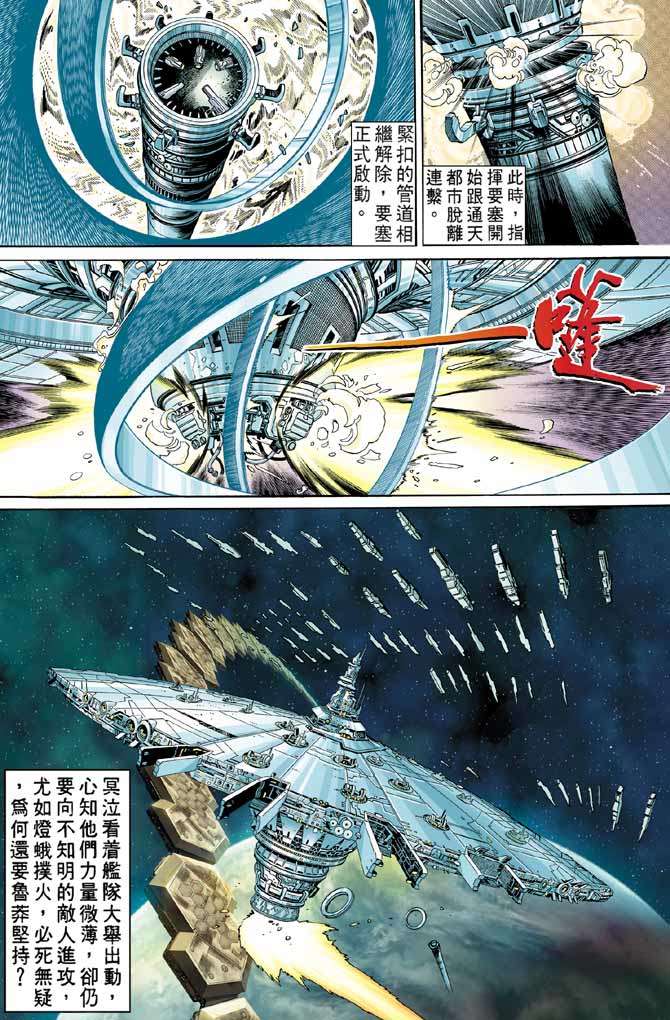 此時，指
揮要塞開
始跟通天
都市脫離
連繫。
緊扣的管道相
繼解除，要塞
正式啟動。
噠一
冥泣看着艦隊大舉出動，
心知他們力量微薄，卻仍
要向不知明的敵人進攻，
尤如燈蛾撲火，必死無疑
，為何還要魯莽堅持？